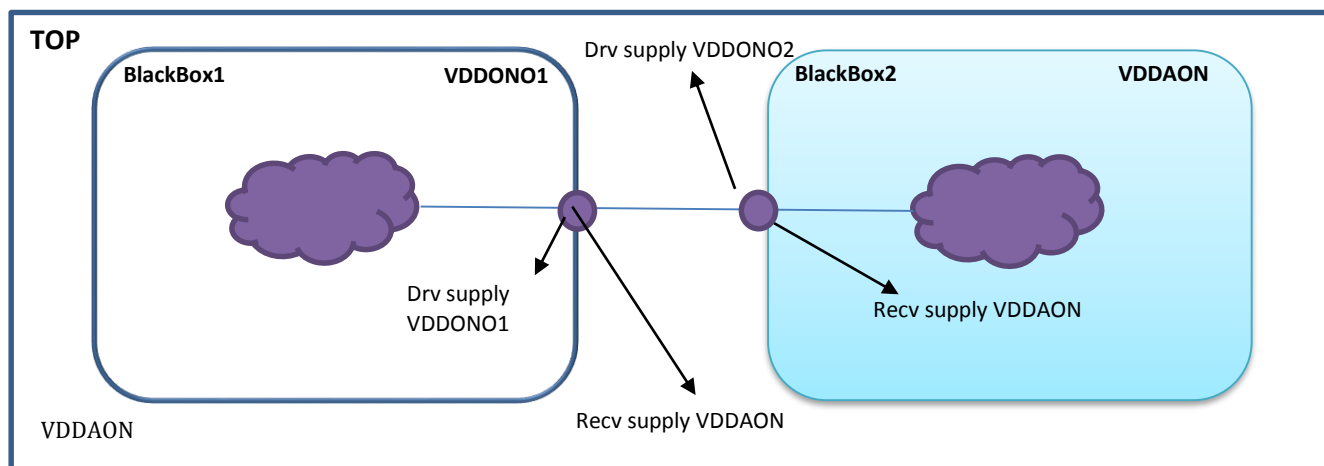 TOP
BlackBox1
VDDONO1
Drv supply VDDONO2
BlackBox2
VDDAON
Drv supply
VDDONO1
Recv supply VDDAON
Recv supply VDDAON
VDDAON